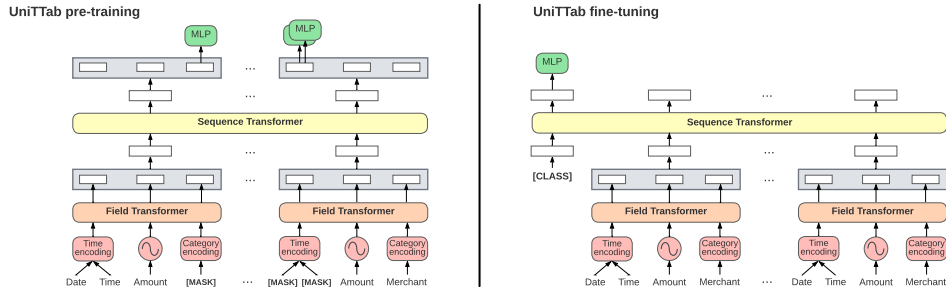 UniTTab pre-training
UniTTab fine-tuning
MLP
MLP
...
MLP
...
...
Sequence Transformer
Sequence Transformer
...
[CLASS]
...
...
Field Transformer
Field Transformer
Field Transformer
Field Transformer
Time encoding
Category encoding
Time encoding
Category encoding
Time encoding
Category encoding
Time encoding
Category encoding
Date Time Amount [MASK] ... [MASK] [MASK] Amount Merchant
Date Time Amount Merchant ... Date Time Amount Merchant